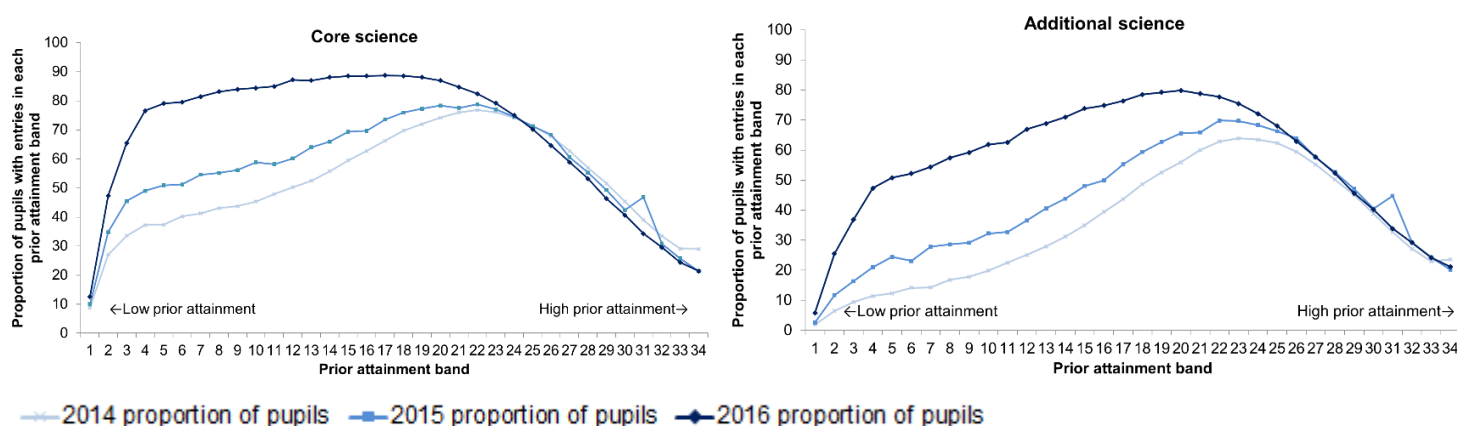 Core science
Proportion of pupils with entries in each
prior attainment band
100
90
80
70
60
50
40
30
20
10
0
←Low prior attainment
High prior attainment→
1 2 3 4 5 6 7 8 9 10 11 12 13 14 15 16 17 18 19 20 21 22 23 24 25 26 27 28 29 30 31 32 33 34
Prior attainment band
Additional science
Proportion of pupils with entries in each
prior attainment band
100
90
80
70
60
50
40
30
20
10
0
←Low prior attainment
High prior attainment→
1 2 3 4 5 6 7 8 9 10 11 12 13 14 15 16 17 18 19 20 21 22 23 24 25 26 27 28 29 30 31 32 33 34
Prior attainment band
2014 proportion of pupils 2015 proportion of pupils 2016 proportion of pupils